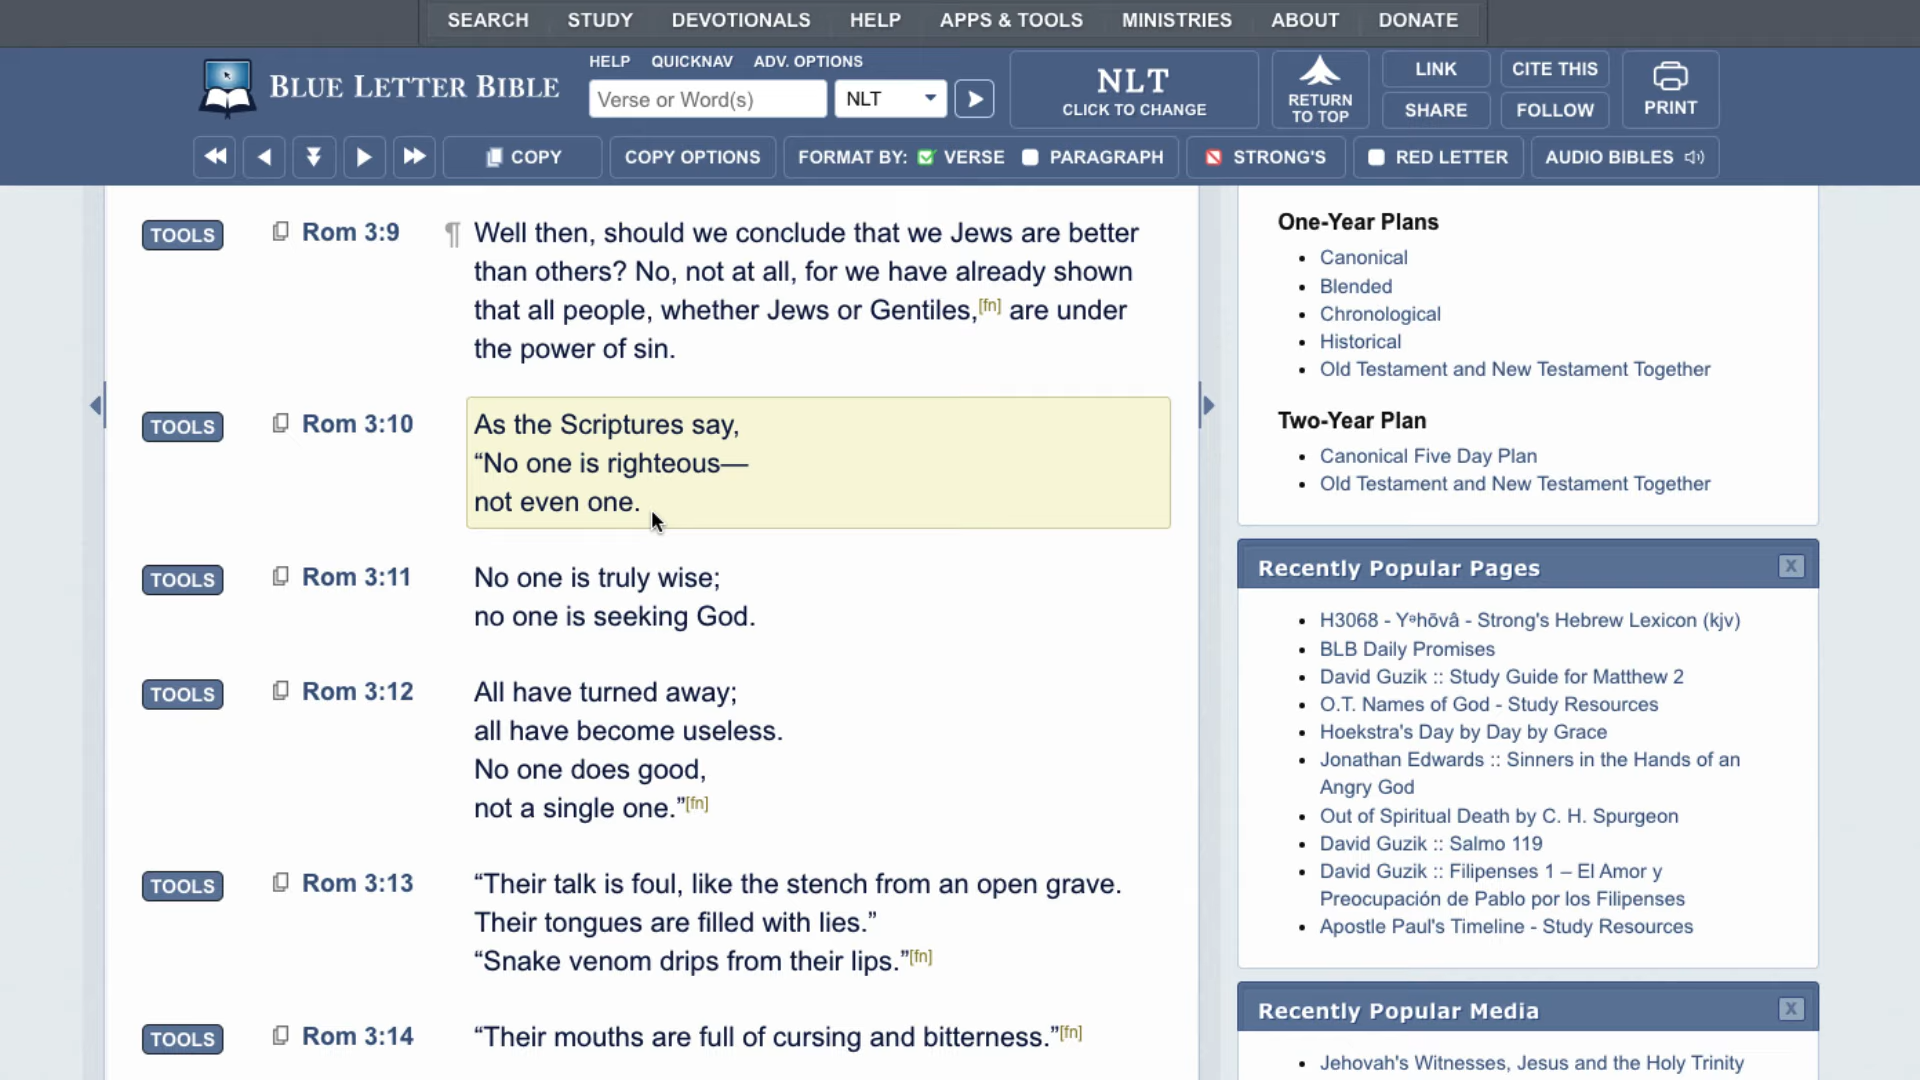 SEARCH STUDY DEVOTIONALS HELP APPS & TOOLS MINISTRIES ABOUT DONATE
BLUE LETTER BIBLE
HELP QUICKNAV ADV. OPTIONS
Verse or Word(s)
NLT
NLT
CLICK TO CHANGE
RETURN
TO TOP
LINK
CITE THIS
SHARE
FOLLOW
PRINT
COPY
COPY OPTIONS
FORMAT BY: VERSE PARAGRAPH
STRONG'S
RED LETTER
AUDIO BIBLES
TOOLS Rom 3:9 ¶ Well then, should we conclude that we Jews are better
than others? No, not at all, for we have already shown
that all people, whether Jews or Gentiles,[fn] are under
the power of sin.
TOOLS Rom 3:10 As the Scriptures say,
“No one is righteous—
not even one.
TOOLS Rom 3:11 No one is truly wise;
no one is seeking God.
TOOLS Rom 3:12 All have turned away;
all have become useless.
No one does good,
not a single one.”[fn]
TOOLS Rom 3:13 “Their talk is foul, like the stench from an open grave.
Their tongues are filled with lies.”
“Snake venom drips from their lips.”[fn]
TOOLS Rom 3:14 “Their mouths are full of cursing and bitterness.”[fn]
One-Year Plans
• Canonical
• Blended
• Chronological
• Historical
• Old Testament and New Testament Together
Two-Year Plan
• Canonical Five Day Plan
• Old Testament and New Testament Together
Recently Popular Pages X
• H3068 - Yᵊhōvâ - Strong's Hebrew Lexicon (kjv)
• BLB Daily Promises
• David Guzik :: Study Guide for Matthew 2
• O.T. Names of God - Study Resources
• Hoekstra's Day by Day by Grace
• Jonathan Edwards :: Sinners in the Hands of an
Angry God
• Out of Spiritual Death by C. H. Spurgeon
• David Guzik :: Salmo 119
• David Guzik :: Filipenses 1 – El Amor y
Preocupación de Pablo por los Filipenses
• Apostle Paul's Timeline - Study Resources
Recently Popular Media X
• Jehovah's Witnesses, Jesus and the Holy Trinity